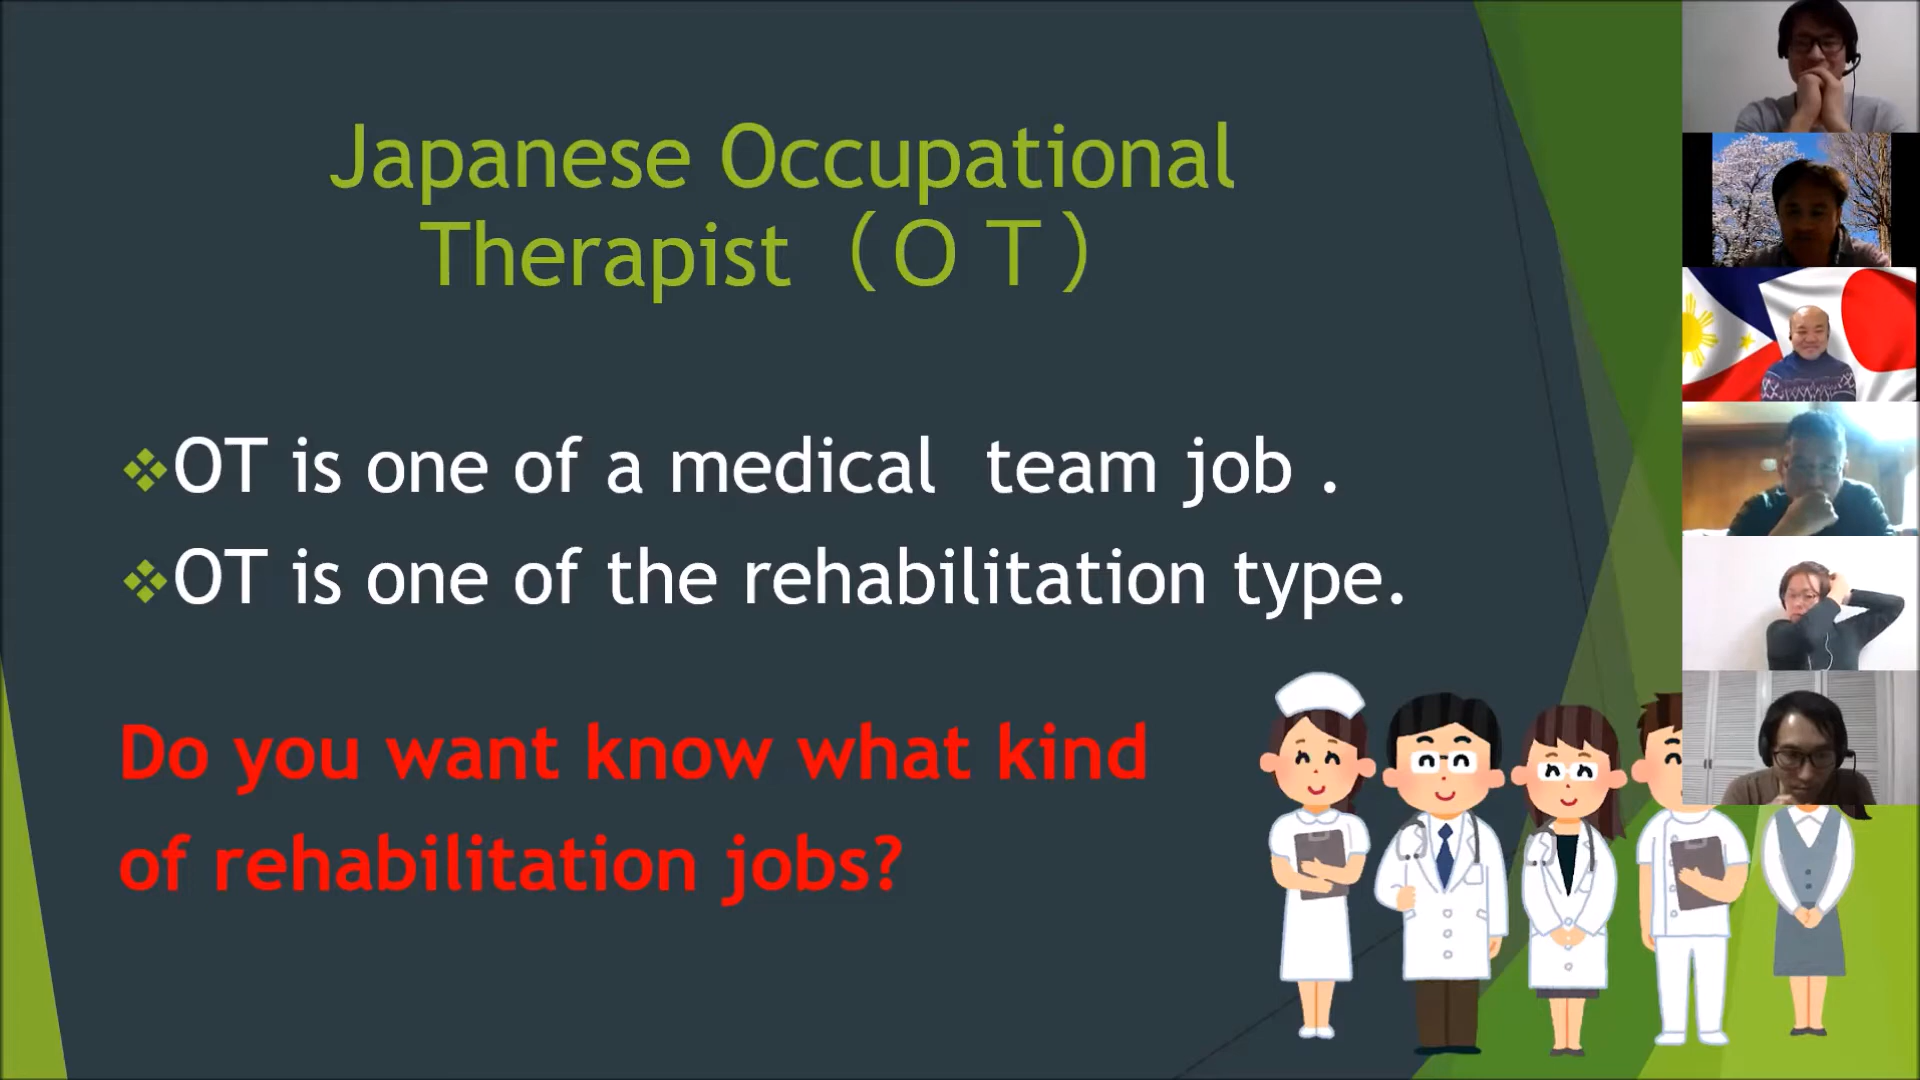 Japanese Occupational
Therapist （ＯＴ）
OT is one of a medical  team job .
OT is one of the rehabilitation type.
Do you want know what kind
of rehabilitation jobs?